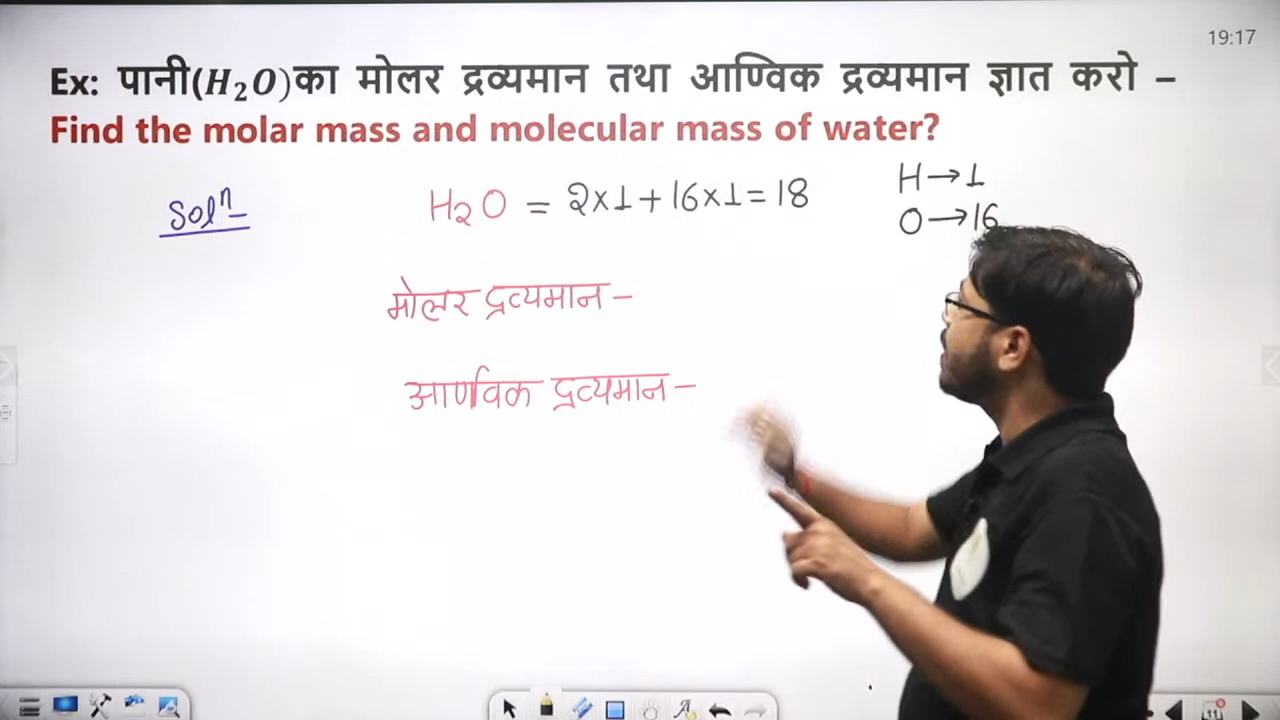 19:17
Ex: पानी(H₂O)का मोलर द्रव्यमान तथा आण्विक द्रव्यमान ज्ञात करो –
Find the molar mass and molecular mass of water?
Solⁿ–
H₂O = 2×1+16×1=18
H→1
O→16
मोलर द्रव्यमान –
आणविक द्रव्यमान –
11